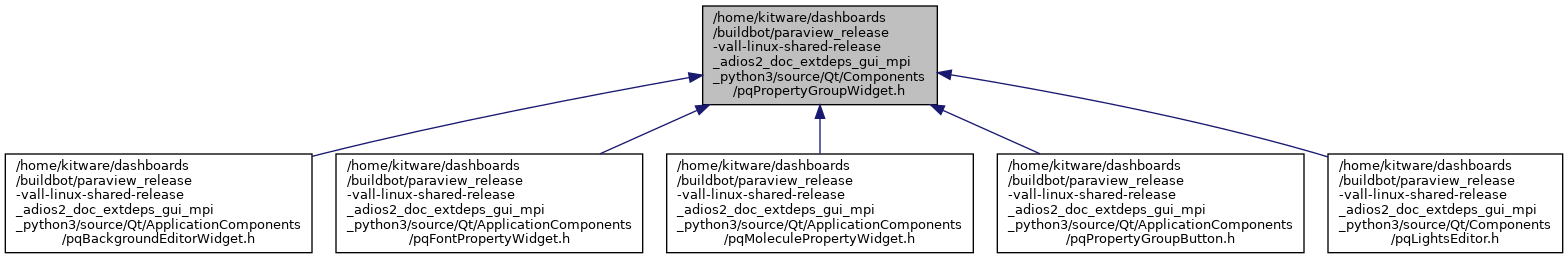 /home/kitware/dashboards
/buildbot/paraview_release
-vall-linux-shared-release
_adios2_doc_extdeps_gui_mpi
_python3/source/Qt/Components
/pqPropertyGroupWidget.h
/home/kitware/dashboards
/buildbot/paraview_release
-vall-linux-shared-release
_adios2_doc_extdeps_gui_mpi
_python3/source/Qt/ApplicationComponents
/pqBackgroundEditorWidget.h
/home/kitware/dashboards
/buildbot/paraview_release
-vall-linux-shared-release
_adios2_doc_extdeps_gui_mpi
_python3/source/Qt/ApplicationComponents
/pqFontPropertyWidget.h
/home/kitware/dashboards
/buildbot/paraview_release
-vall-linux-shared-release
_adios2_doc_extdeps_gui_mpi
_python3/source/Qt/ApplicationComponents
/pqMoleculePropertyWidget.h
/home/kitware/dashboards
/buildbot/paraview_release
-vall-linux-shared-release
_adios2_doc_extdeps_gui_mpi
_python3/source/Qt/ApplicationComponents
/pqPropertyGroupButton.h
/home/kitware/dashboards
/buildbot/paraview_release
-vall-linux-shared-release
_adios2_doc_extdeps_gui_mpi
_python3/source/Qt/Components
/pqLightsEditor.h